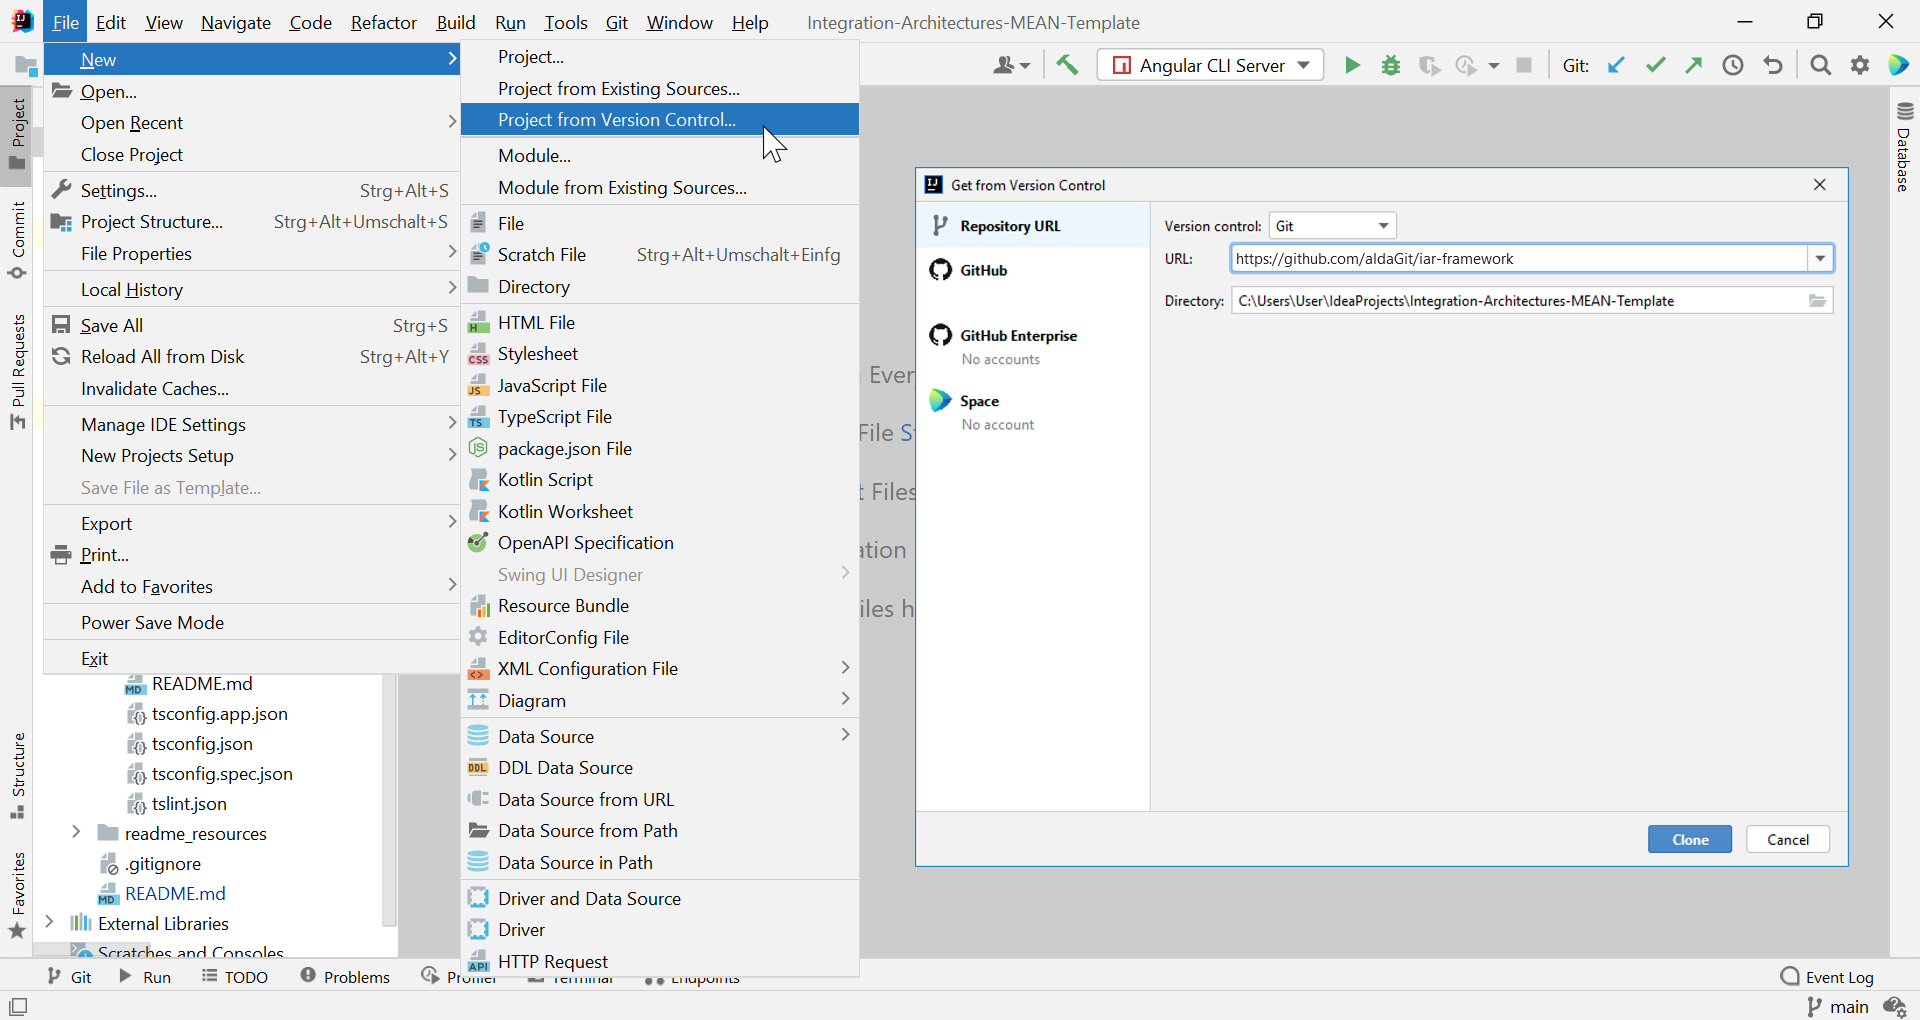 File Edit View Navigate Code Refactor Build Run Tools Git Window Help Integration-Architectures-MEAN-Template
Angular CLI Server Git:
New
Open...
Open Recent
Close Project
Settings... Strg+Alt+S
Project Structure... Strg+Alt+Umschalt+S
File Properties
Local History
Save All Strg+S
Reload All from Disk Strg+Alt+Y
Invalidate Caches...
Manage IDE Settings
New Projects Setup
Save File as Template...
Export
Print...
Add to Favorites
Power Save Mode
Exit
Project...
Project from Existing Sources...
Project from Version Control...
Module...
Module from Existing Sources...
File
Scratch File Strg+Alt+Umschalt+Einfg
Directory
HTML File
Stylesheet
JavaScript File
TypeScript File
package.json File
Kotlin Script
Kotlin Worksheet
OpenAPI Specification
Swing UI Designer
Resource Bundle
EditorConfig File
XML Configuration File
Diagram
Data Source
DDL Data Source
Data Source from URL
Data Source from Path
Data Source in Path
Driver and Data Source
Driver
HTTP Request
Project
Commit
Pull Requests
Structure
Favorites
README.md
tsconfig.app.json
tsconfig.json
tsconfig.spec.json
tslint.json
readme_resources
.gitignore
README.md
External Libraries
Scratches and Consoles
Ever
File S
Files
ation
iles h
Get from Version Control
Repository URL
GitHub
GitHub Enterprise
No accounts
Space
No account
Version control: Git
URL: https://github.com/aldaGit/iar-framework
Directory: C:\Users\User\IdeaProjects\Integration-Architectures-MEAN-Template
Clone Cancel
Database
Git Run TODO Problems Profiler Terminal Endpoints Event Log
main